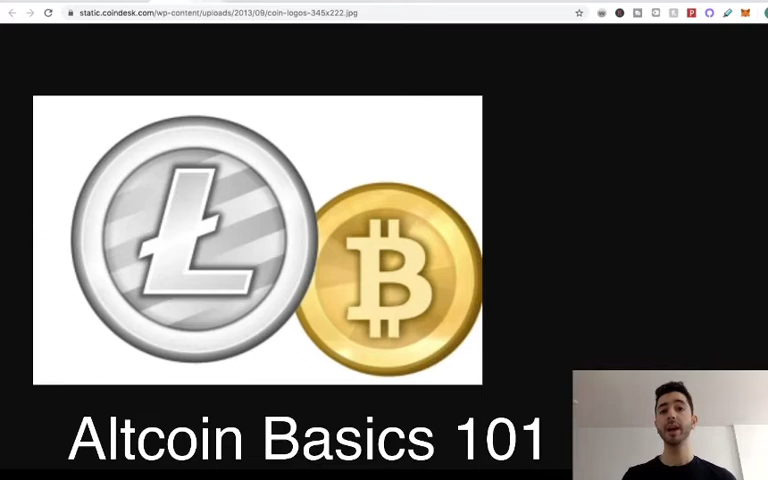 static.coindesk.com/wp-content/uploads/2013/09/coin-logos-345x222.jpg
Altcoin Basics 101